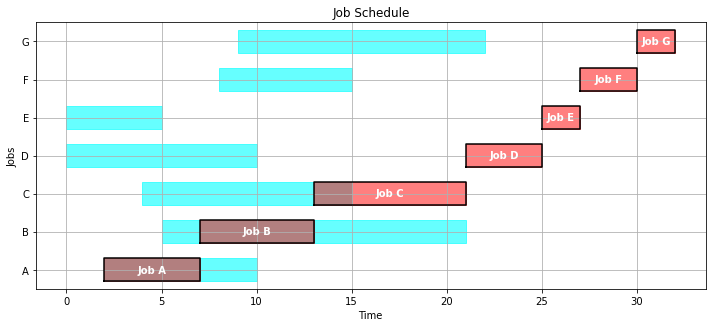 Job Schedule
G
Job G
F
Job F
E
Job E
D
Job D
C
Job C
B
Job B
A
Job A
Jobs
0 5 10 15 20 25 30
Time